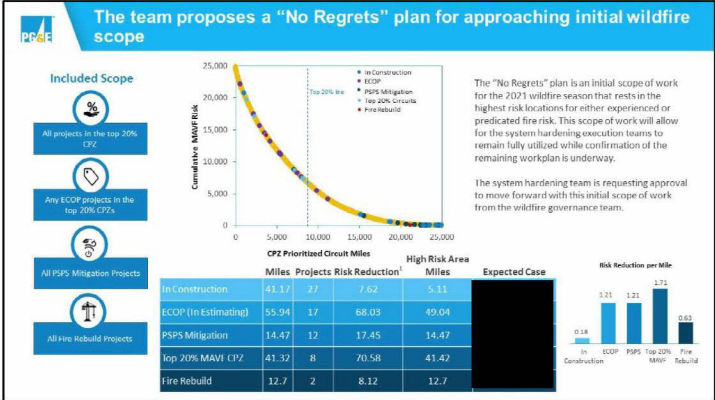 PG&E
The team proposes a “No Regrets” plan for approaching initial wildfire
scope
Included Scope
All projects in the top 20%
CPZ
Any ECOP projects in the
top 20% CPZs
All PSPS Mitigation Projects
All Fire Rebuild Projects
Cumulative MAVF Risk
25,000
20,000
15,000
10,000
5,000
0
0 5,000 10,000 15,000 20,000 25,000
CPZ Prioritized Circuit Miles
Top 20% line
In Construction
ECOP
PSPS Mitigation
Top 20% Circuits
Fire Rebuild
The “No Regrets” plan is an initial scope of work
for the 2021 wildfire season that rests in the
highest risk locations for either experienced or
predicated fire risk. This scope of work will allow
for the system hardening execution teams to
remain fully utilized while confirmation of the
remaining workplan is underway.
The system hardening team is requesting approval
to move forward with this initial scope of work
from the wildfire governance team.
Miles Projects Risk Reduction1 High Risk Area
Miles Expected Case
In Construction 41.17 27 7.62 5.11
ECOP (In Estimating) 55.94 17 68.03 49.04
PSPS Mitigation 14.47 12 17.45 14.47
Top 20% MAVF CPZ 41.32 8 70.58 41.42
Fire Rebuild 12.7 2 8.12 12.7
Risk Reduction per Mile
0.18 1.21 1.21 1.71 0.63
In
Construction
ECOP
PSPS
Top 20%
MAVF
Fire
Rebuild